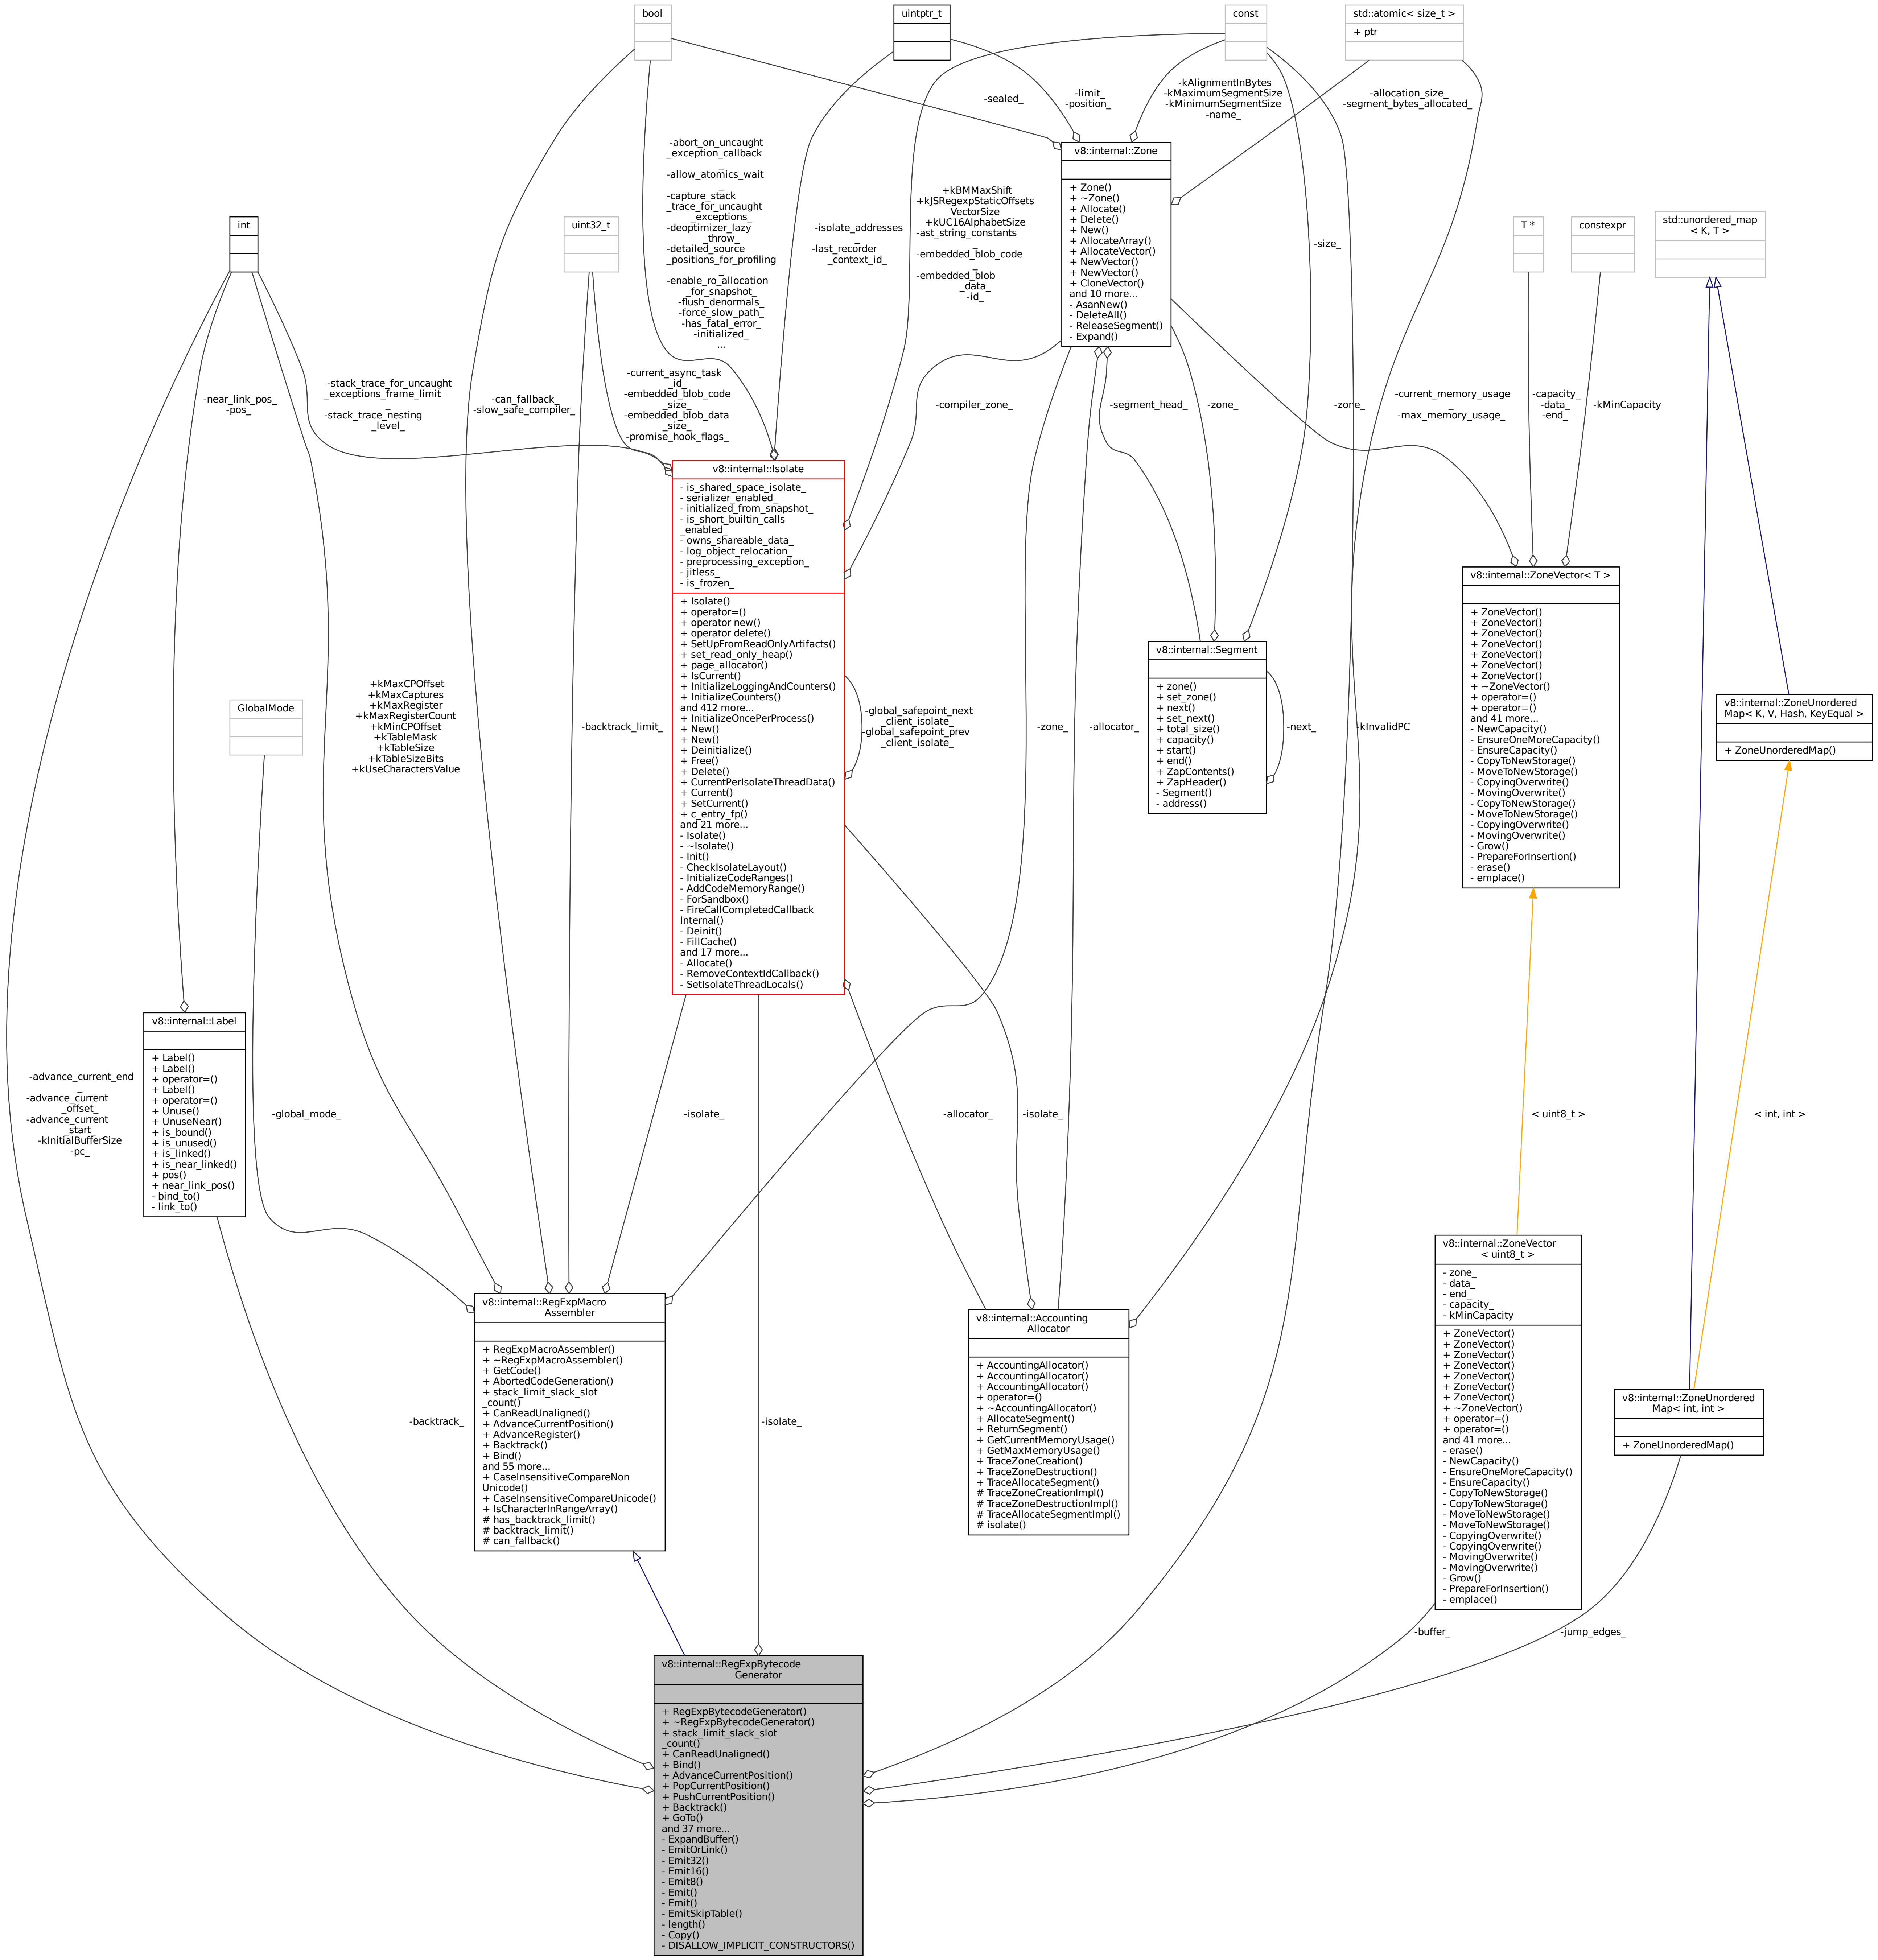 bool
uintptr_t
const
std::atomic< size_t >
+ ptr
-sealed_
-limit_
-position_
-kAlignmentInBytes
-kMaximumSegmentSize
-kMinimumSegmentSize
-name_
-allocation_size_
-segment_bytes_allocated_
v8::internal::Zone
+ Zone()
+ ~Zone()
+ Allocate()
+ Delete()
+ New()
+ AllocateArray()
+ AllocateVector()
+ NewVector()
+ NewVector()
+ CloneVector()
and 10 more...
- AsanNew()
- DeleteAll()
- ReleaseSegment()
- Expand()
-abort_on_uncaught
_exception_callback
_
-allow_atomics_wait
_
-capture_stack
_trace_for_uncaught
_exceptions_
-deoptimizer_lazy
_throw_
-detailed_source
_positions_for_profiling
_
-enable_ro_allocation
_for_snapshot_
-flush_denormals_
-force_slow_path_
-has_fatal_error_
-initialized_
...
-isolate_addresses
_
-last_recorder
_context_id_
+kBMMaxShift
+kJSRegexpStaticOffsets
VectorSize
+kUC16AlphabetSize
-ast_string_constants
_
-embedded_blob_code
_
-embedded_blob
_data_
-id_
-size_
int
uint32_t
T *
constexpr
std::unordered_map
< K, T >
-near_link_pos_
-pos_
-stack_trace_for_uncaught
_exceptions_frame_limit
_
-stack_trace_nesting
_level_
-can_fallback_
-slow_safe_compiler_
-current_async_task
_id_
-embedded_blob_code
_size_
-embedded_blob_data
_size_
-promise_hook_flags_
-compiler_zone_
-segment_head_
-zone_
-zone_
-current_memory_usage
_
-max_memory_usage_
-capacity_
-data_
-end_
-kMinCapacity
v8::internal::Isolate
- is_shared_space_isolate_
- serializer_enabled_
- initialized_from_snapshot_
- is_short_builtin_calls
_enabled_
- owns_shareable_data_
- log_object_relocation_
- preprocessing_exception_
- jitless_
- is_frozen_
+ Isolate()
+ operator=()
+ operator new()
+ operator delete()
+ SetUpFromReadOnlyArtifacts()
+ set_read_only_heap()
+ page_allocator()
+ IsCurrent()
+ InitializeLoggingAndCounters()
+ InitializeCounters()
and 412 more...
+ InitializeOncePerProcess()
+ New()
+ New()
+ Deinitialize()
+ Free()
+ Delete()
+ CurrentPerIsolateThreadData()
+ Current()
+ SetCurrent()
+ c_entry_fp()
and 21 more...
- Isolate()
- ~Isolate()
- Init()
- CheckIsolateLayout()
- InitializeCodeRanges()
- AddCodeMemoryRange()
- ForSandbox()
- FireCallCompletedCallback
Internal()
- Deinit()
- FillCache()
and 17 more...
- Allocate()
- RemoveContextIdCallback()
- SetIsolateThreadLocals()
v8::internal::ZoneVector< T >
+ ZoneVector()
+ ZoneVector()
+ ZoneVector()
+ ZoneVector()
+ ZoneVector()
+ ZoneVector()
+ ZoneVector()
+ ~ZoneVector()
+ operator=()
+ operator=()
and 41 more...
- NewCapacity()
- EnsureOneMoreCapacity()
- EnsureCapacity()
- CopyToNewStorage()
- MoveToNewStorage()
- CopyingOverwrite()
- MovingOverwrite()
- CopyToNewStorage()
- MoveToNewStorage()
- CopyingOverwrite()
- MovingOverwrite()
- Grow()
- PrepareForInsertion()
- erase()
- emplace()
v8::internal::Segment
+ zone()
+ set_zone()
+ next()
+ set_next()
+ total_size()
+ capacity()
+ start()
+ end()
+ ZapContents()
+ ZapHeader()
- Segment()
- address()
v8::internal::ZoneUnordered
Map< K, V, Hash, KeyEqual >
+ ZoneUnorderedMap()
GlobalMode
+kMaxCPOffset
+kMaxCaptures
+kMaxRegister
+kMaxRegisterCount
+kMinCPOffset
+kTableMask
+kTableSize
+kTableSizeBits
+kUseCharactersValue
-backtrack_limit_
-global_safepoint_next
_client_isolate_
-global_safepoint_prev
_client_isolate_
-zone_
-allocator_
-next_
-kInvalidPC
v8::internal::Label
+ Label()
+ Label()
+ operator=()
+ Label()
+ operator=()
+ Unuse()
+ UnuseNear()
+ is_bound()
+ is_unused()
+ is_linked()
+ is_near_linked()
+ pos()
+ near_link_pos()
- bind_to()
- link_to()
-advance_current_end
_
-advance_current
_offset_
-advance_current
_start_
-kInitialBufferSize
-pc_
-global_mode_
-isolate_
-allocator_
-isolate_
< uint8_t >
< int, int >
v8::internal::RegExpMacro
Assembler
+ RegExpMacroAssembler()
+ ~RegExpMacroAssembler()
+ GetCode()
+ AbortedCodeGeneration()
+ stack_limit_slack_slot
_count()
+ CanReadUnaligned()
+ AdvanceCurrentPosition()
+ AdvanceRegister()
+ Backtrack()
+ Bind()
and 55 more...
+ CaseInsensitiveCompareNon
Unicode()
+ CaseInsensitiveCompareUnicode()
+ IsCharacterInRangeArray()
# has_backtrack_limit()
# backtrack_limit()
# can_fallback()
v8::internal::Accounting
Allocator
+ AccountingAllocator()
+ AccountingAllocator()
+ AccountingAllocator()
+ operator=()
+ ~AccountingAllocator()
+ AllocateSegment()
+ ReturnSegment()
+ GetCurrentMemoryUsage()
+ GetMaxMemoryUsage()
+ TraceZoneCreation()
+ TraceZoneDestruction()
+ TraceAllocateSegment()
# TraceZoneCreationImpl()
# TraceZoneDestructionImpl()
# TraceAllocateSegmentImpl()
# isolate()
v8::internal::ZoneVector
< uint8_t >
- zone_
- data_
- end_
- capacity_
- kMinCapacity
+ ZoneVector()
+ ZoneVector()
+ ZoneVector()
+ ZoneVector()
+ ZoneVector()
+ ZoneVector()
+ ZoneVector()
+ ~ZoneVector()
+ operator=()
+ operator=()
and 41 more...
- erase()
- NewCapacity()
- EnsureOneMoreCapacity()
- EnsureCapacity()
- CopyToNewStorage()
- CopyToNewStorage()
- MoveToNewStorage()
- MoveToNewStorage()
- CopyingOverwrite()
- CopyingOverwrite()
- MovingOverwrite()
- MovingOverwrite()
- Grow()
- PrepareForInsertion()
- emplace()
v8::internal::ZoneUnordered
Map< int, int >
+ ZoneUnorderedMap()
-backtrack_
-isolate_
-buffer_
-jump_edges_
v8::internal::RegExpBytecode
Generator
+ RegExpBytecodeGenerator()
+ ~RegExpBytecodeGenerator()
+ stack_limit_slack_slot
_count()
+ CanReadUnaligned()
+ Bind()
+ AdvanceCurrentPosition()
+ PopCurrentPosition()
+ PushCurrentPosition()
+ Backtrack()
+ GoTo()
and 37 more...
- ExpandBuffer()
- EmitOrLink()
- Emit32()
- Emit16()
- Emit8()
- Emit()
- Emit()
- EmitSkipTable()
- length()
- Copy()
- DISALLOW_IMPLICIT_CONSTRUCTORS()